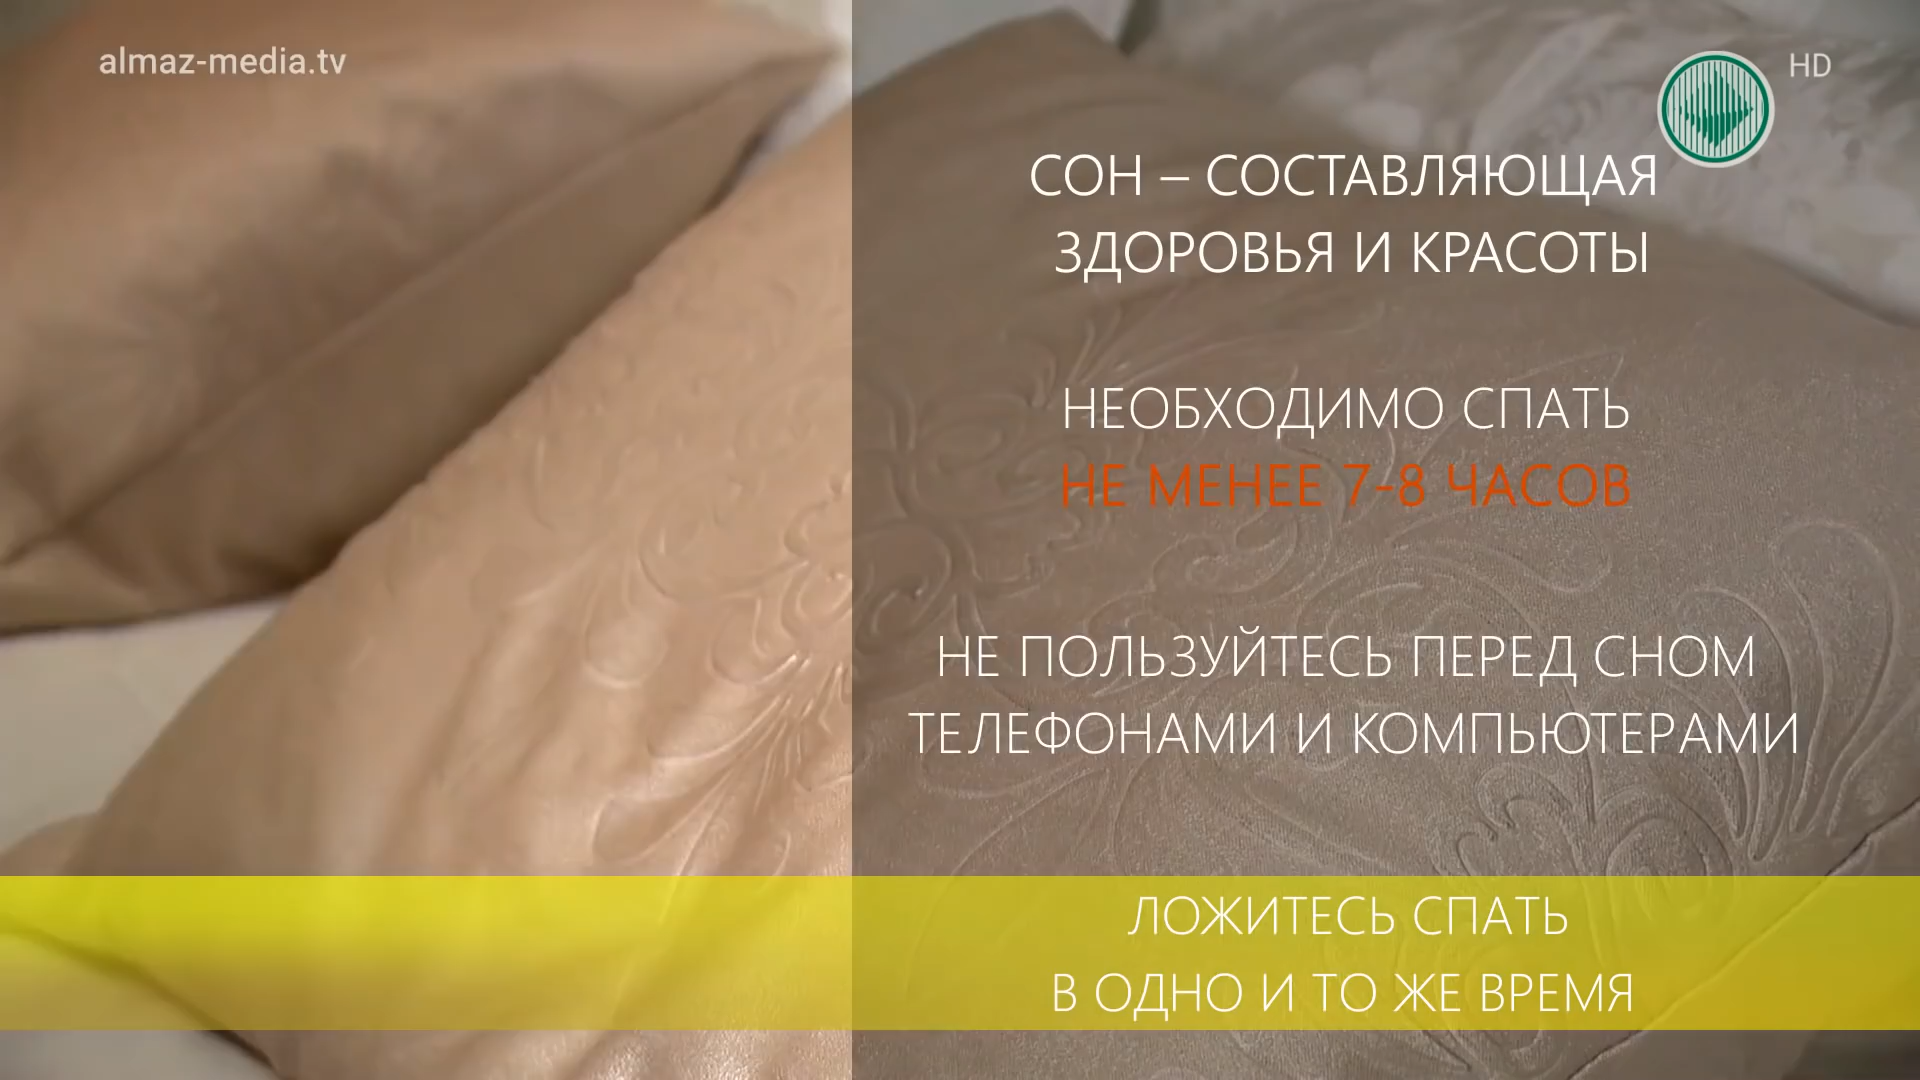 almaz-media.tv
HD
СОН – СОСТАВЛЯЮЩАЯ
ЗДОРОВЬЯ И КРАСОТЫ
НЕОБХОДИМО СПАТЬ
НЕ МЕНЕЕ 7-8 ЧАСОВ
НЕ ПОЛЬЗУЙТЕСЬ ПЕРЕД СНОМ
ТЕЛЕФОНАМИ И КОМПЬЮТЕРАМИ
ЛОЖИТЕСЬ СПАТЬ
В ОДНО И ТО ЖЕ ВРЕМЯ